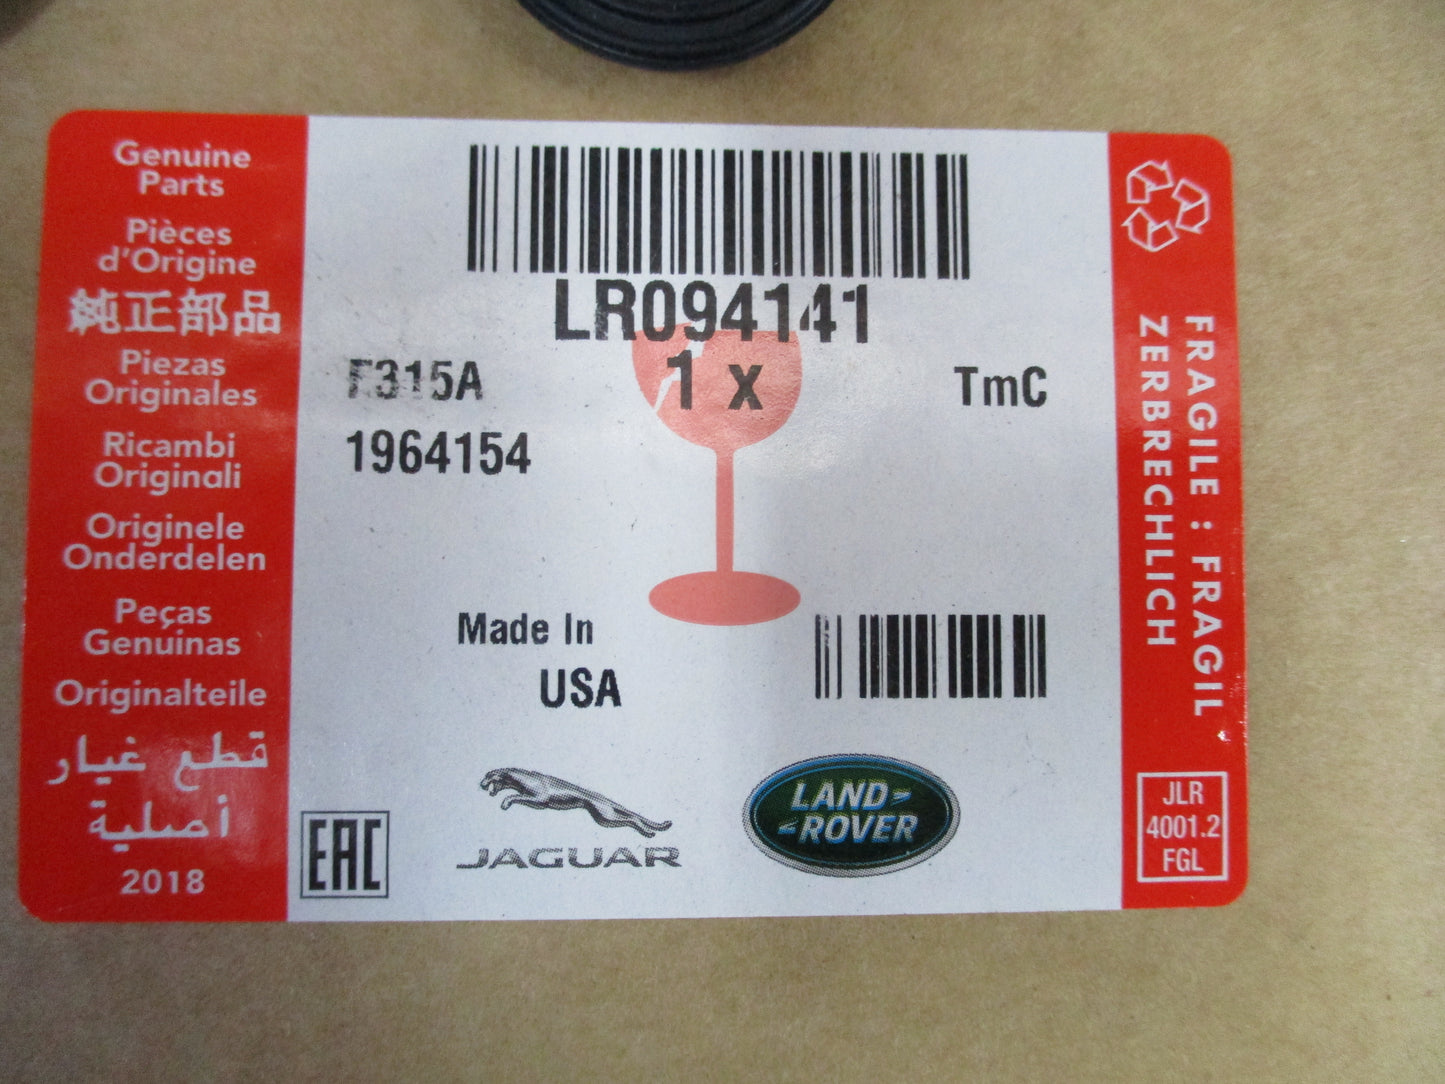 Genuine
Parts
Pièces
d'Origine
純正部品
Piezas
Originales
Ricambi
Originali
Originele
Onderdelen
Peças
Genuinas
Originalteile
قطع غيار
أصلية
2018
LR094141
1 x
TmC
1964154
Made In
USA
EAC
JAGUAR
LAND-
-ROVER
FRAGILE : FRAGIL
ZERBRECHLICH
JLR
4001.2
FGL